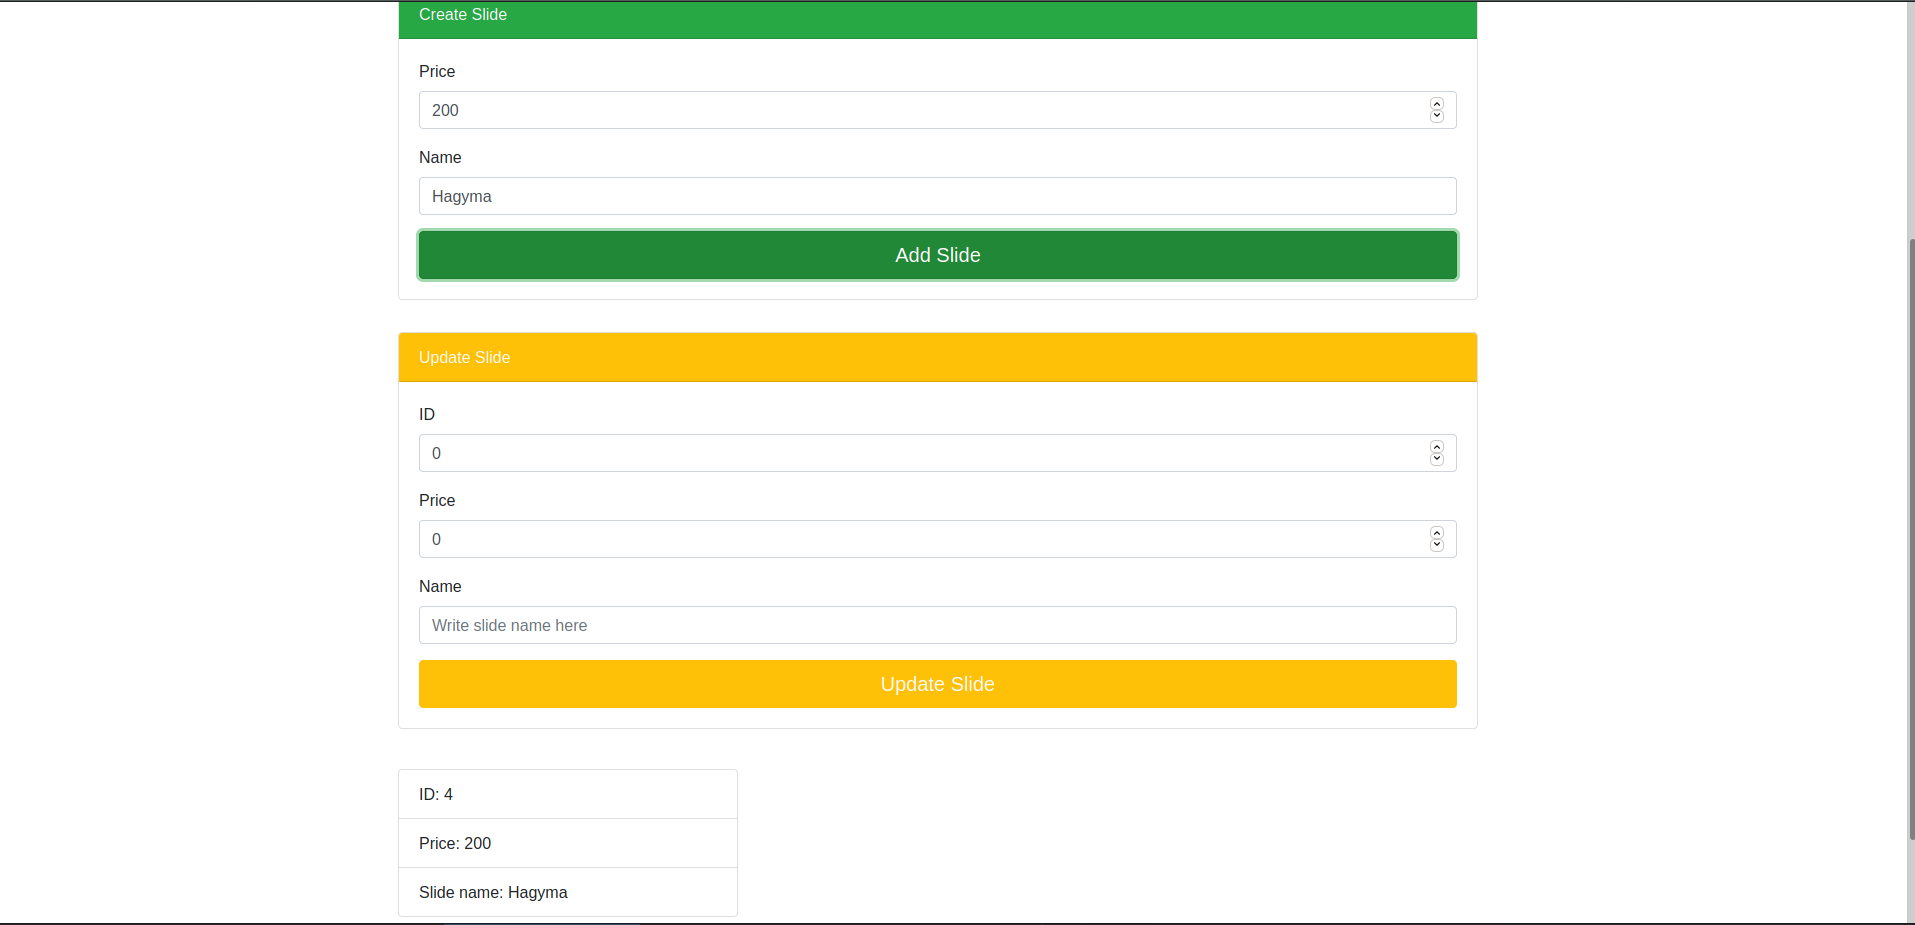 Create Slide
Price
200
Name
Hagyma
Add Slide
Update Slide
ID
0
Price
0
Name
Write slide name here
Update Slide
ID: 4
Price: 200
Slide name: Hagyma